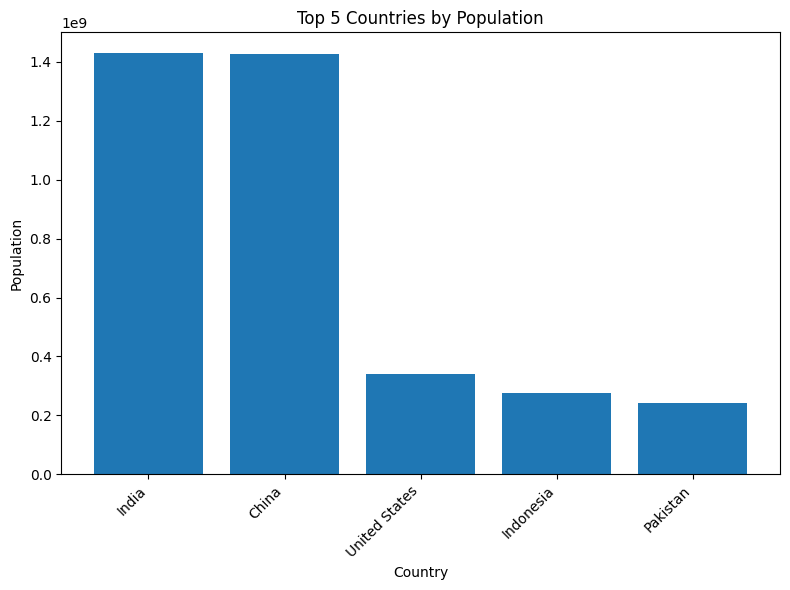 Top 5 Countries by Population
1e9
1.4
1.2
1.0
0.8
0.6
0.4
0.2
0.0
Population
India
China
United States
Indonesia
Pakistan
Country